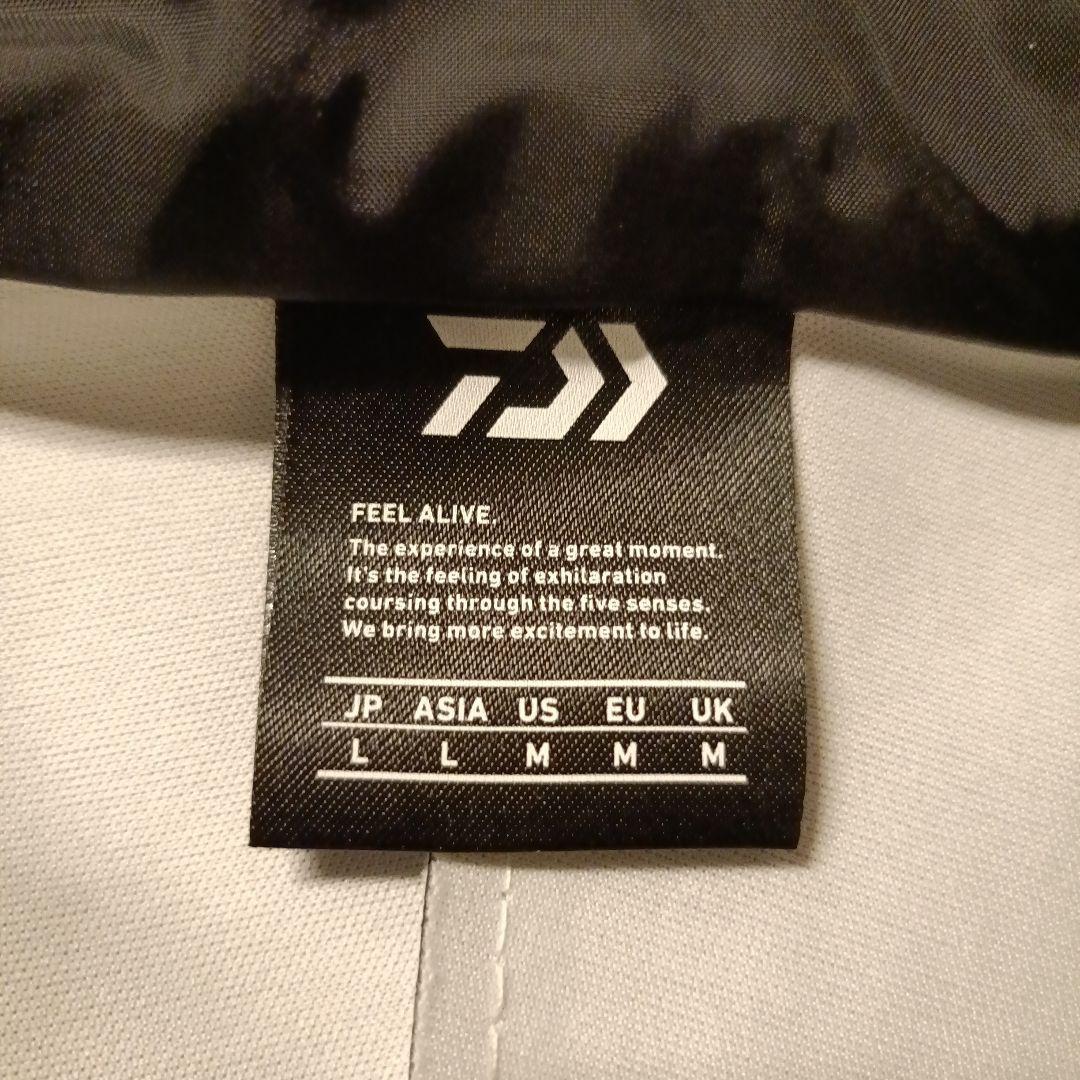 FEEL ALIVE.
The experience of a great moment.
It's the feeling of exhilaration
coursing through the five senses.
We bring more excitement to life.
JP ASIA US EU UK
L L M M M